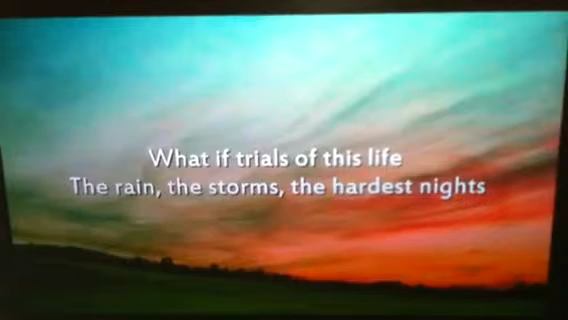 What if trials of this life
The rain, the storms, the hardest nights